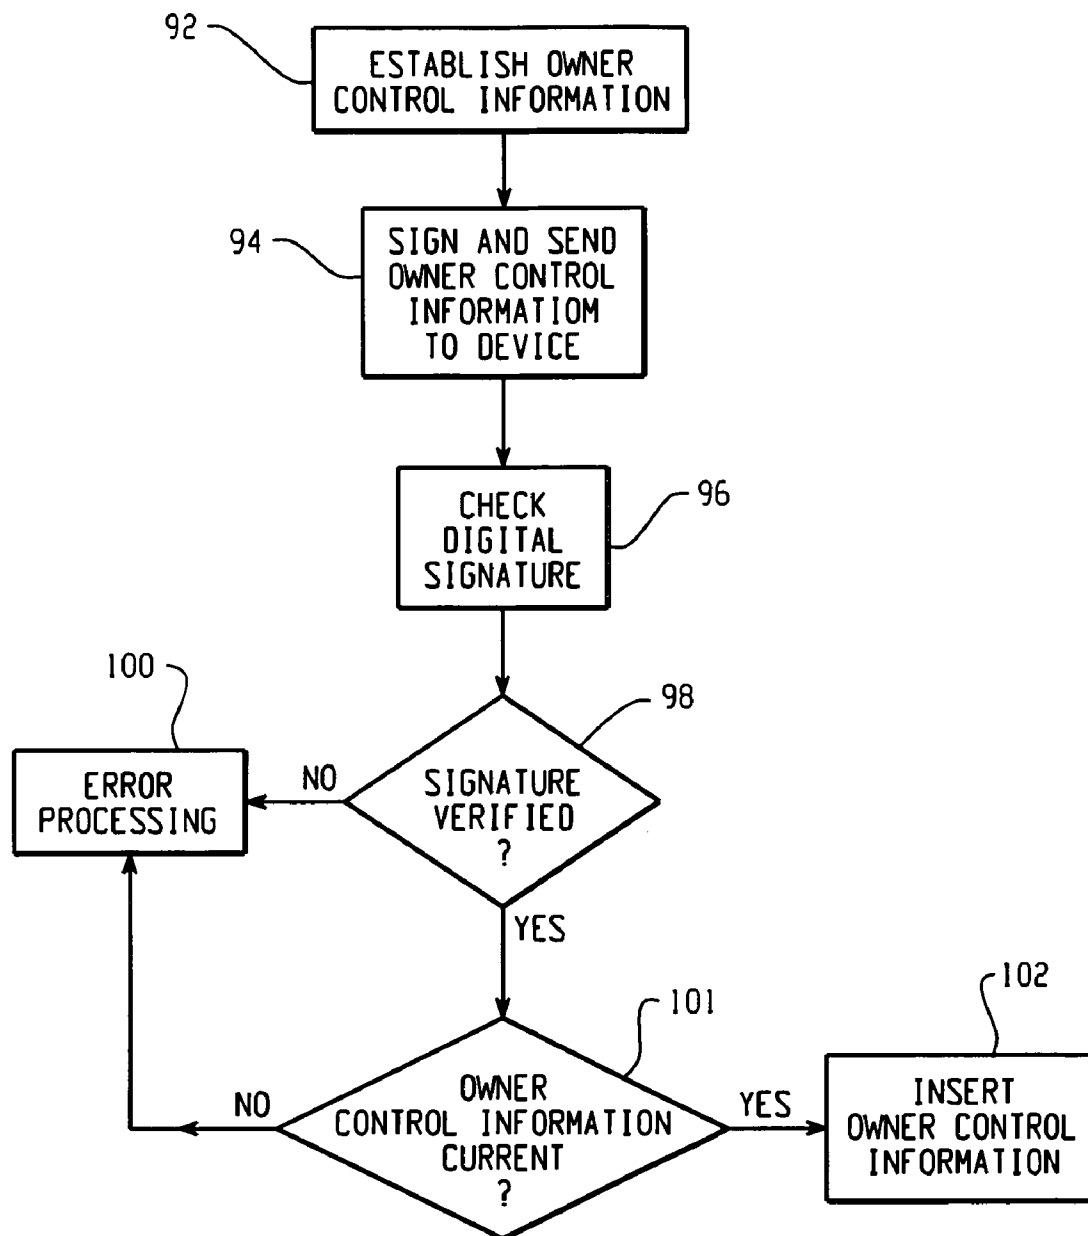 92
ESTABLISH OWNER
CONTROL INFORMATION
94
SIGN AND SEND
OWNER CONTROL
INFORMATIOM
TO DEVICE
96
CHECK
DIGITAL
SIGNATURE
98
SIGNATURE
VERIFIED
?
NO
100
ERROR
PROCESSING
YES
101
OWNER
CONTROL INFORMATION
CURRENT
?
NO
YES
102
INSERT
OWNER CONTROL
INFORMATION